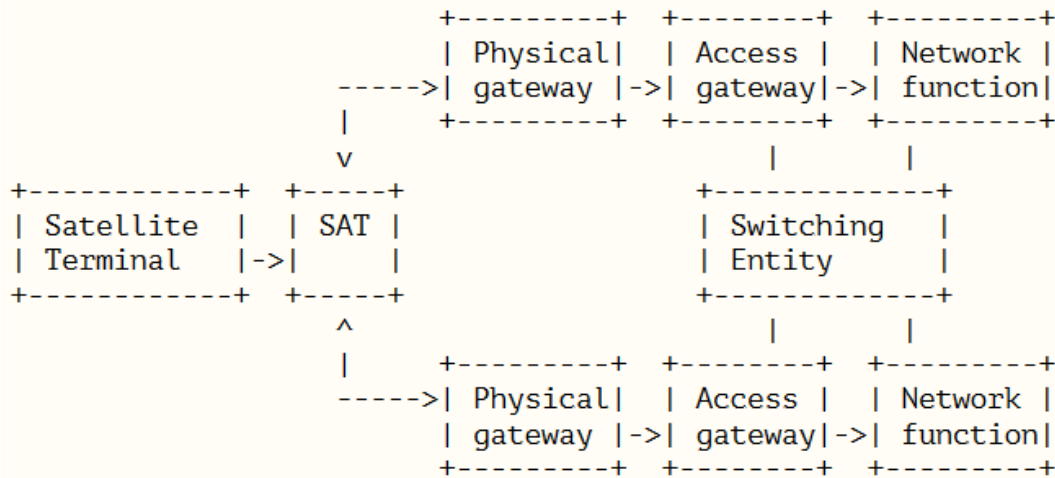 +---------+  +--------+  +---------+
                         | Physical|  | Access |  | Network |
                   ----->| gateway |->| gateway|->| function|
                   |     +---------+  +--------+  +---------+
                   v                        |       |
+------------+  +-----+                 +-------------+
| Satellite  |  | SAT |                 | Switching   |
| Terminal   |->|     |                 | Entity      |
+------------+  +-----+                 +-------------+
                   ^                        |       |
                   |     +---------+  +--------+  +---------+
                   ----->| Physical|  | Access |  | Network |
                         | gateway |->| gateway|->| function|
                         +---------+  +--------+  +---------+